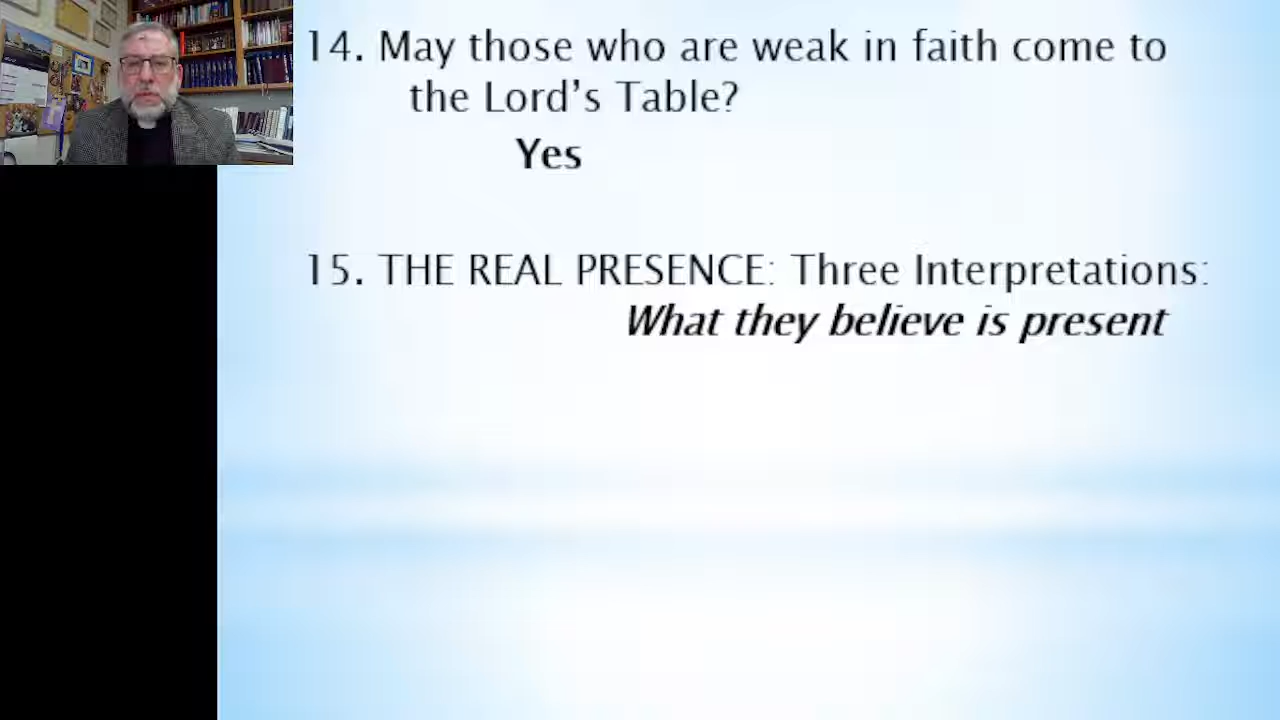 14. May those who are weak in faith come to
the Lord's Table?
Yes
15. THE REAL PRESENCE: Three Interpretations:
What they believe is present